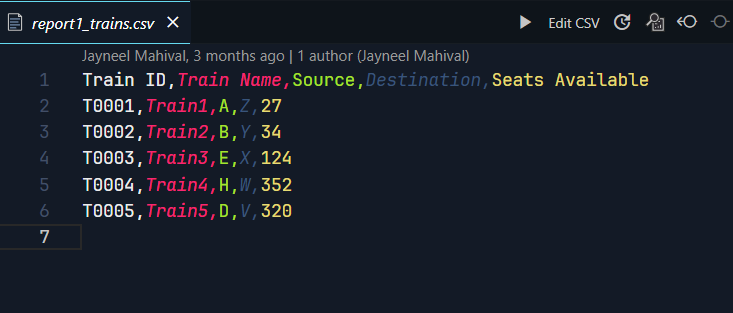 report1_trains.csv
Edit CSV
Jayneel Mahival, 3 months ago | 1 author (Jayneel Mahival)
1 Train ID,Train Name,Source,Destination,Seats Available
2 T0001,Train1,A,Z,27
3 T0002,Train2,B,Y,34
4 T0003,Train3,E,X,124
5 T0004,Train4,H,W,352
6 T0005,Train5,D,V,320
7